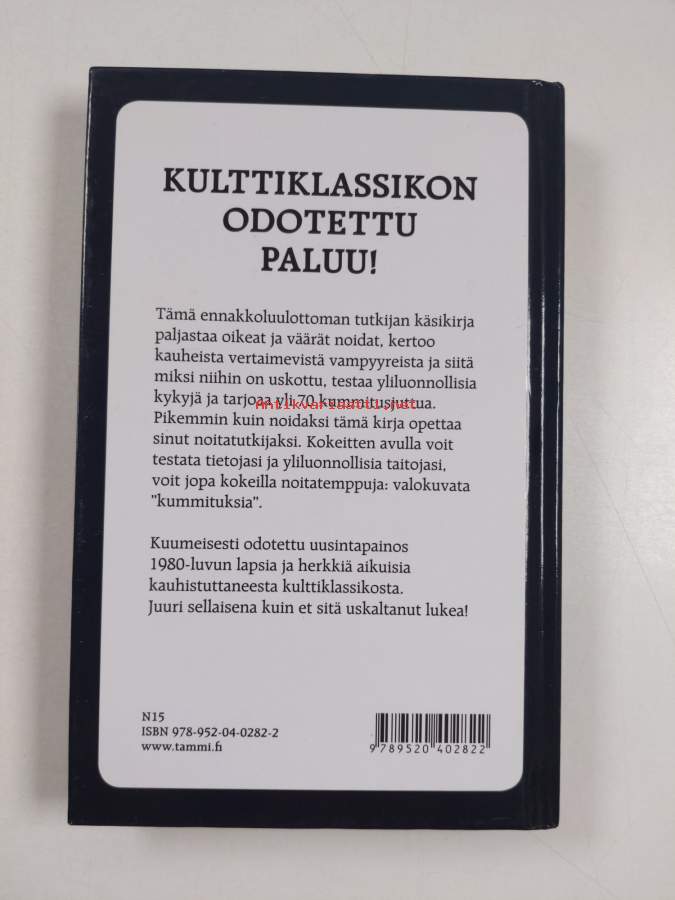 KULTTIKLASSIKON
ODOTETTU
PALUU!
Tämä ennakkoluulottoman tutkijan käsikirja
paljastaa oikeat ja väärät noidat, kertoo
kauheista vertaimevistä vampyyreista ja siitä
miksi niihin on uskottu, testaa yliluonnollisia
kykyjä ja tarjoaa yli 70 kummitusjuttua.
Antikvariaatti.net
Pikemmin kuin noidaksi tämä kirja opettaa
sinut noitatutkijaksi. Kokeitten avulla voit
testata tietojasi ja yliluonnollisia taitojasi,
voit jopa kokeilla noitatemppuja: valokuvata
"kummituksia".
Kuumeisesti odotettu uusintapainos
1980-luvun lapsia ja herkkiä aikuisia
kauhistuttaneesta kulttiklassikosta.
Juuri sellaisena kuin et sitä uskaltanut lukea!
N15
ISBN 978-952-04-0282-2
www.tammi.fi
9 789520 402822